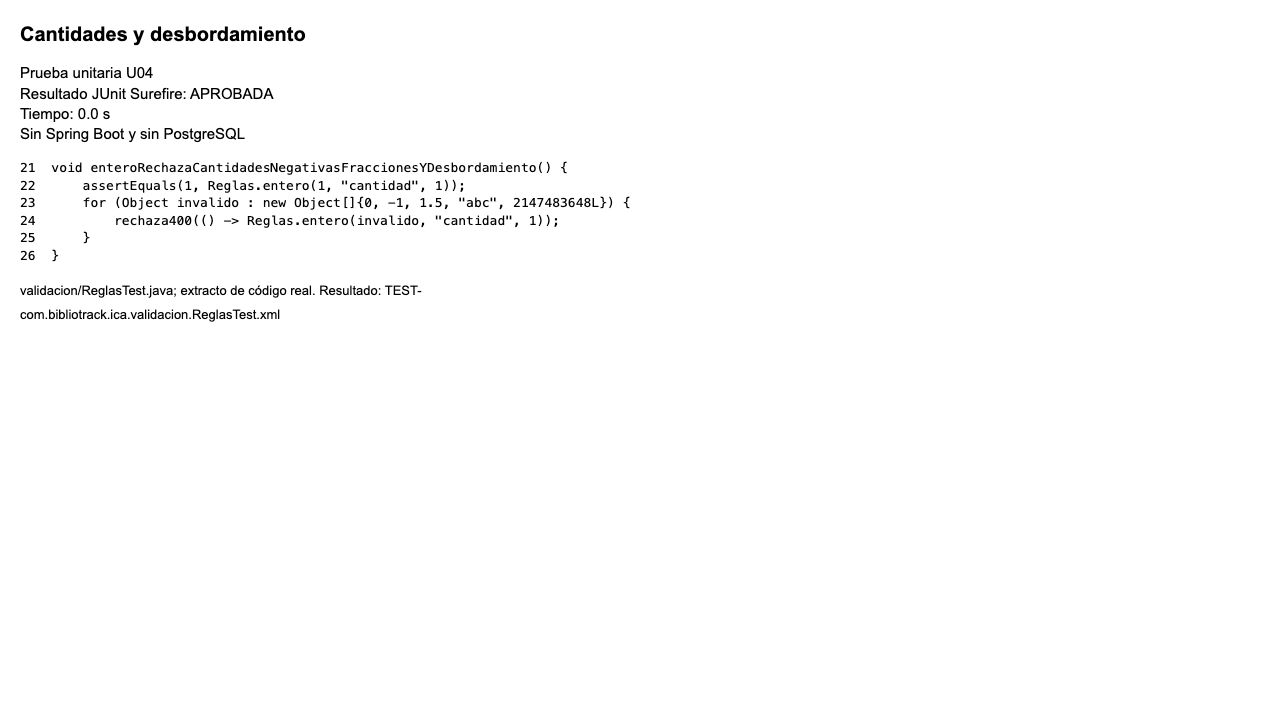 Cantidades y desbordamiento
Prueba unitaria U04
Resultado JUnit Surefire: APROBADA
Tiempo: 0.0 s
Sin Spring Boot y sin PostgreSQL
21  void enteroRechazaCantidadesNegativasFraccionesYDesbordamiento() {
22      assertEquals(1, Reglas.entero(1, "cantidad", 1));
23      for (Object invalido : new Object[]{0, -1, 1.5, "abc", 2147483648L}) {
24          rechaza400(() -> Reglas.entero(invalido, "cantidad", 1));
25      }
26  }
validacion/ReglasTest.java; extracto de código real. Resultado: TEST-
com.bibliotrack.ica.validacion.ReglasTest.xml